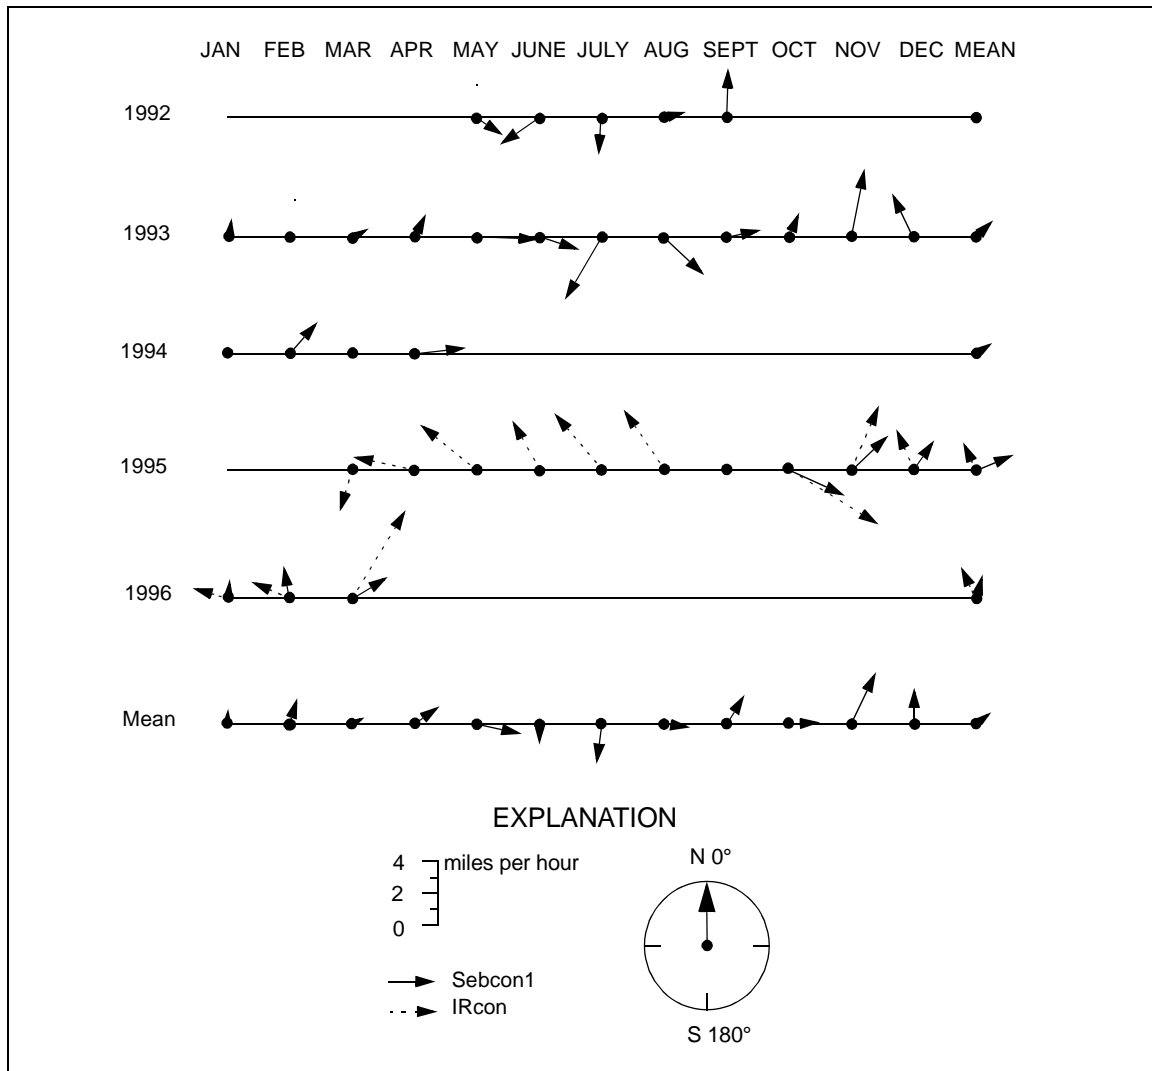 JAN FEB MAR APR MAY JUNE JULY AUG SEPT OCT NOV DEC MEAN
1992
1993
1994
1995
1996
Mean
EXPLANATION
4 miles per hour
2
0
N 0°
S 180°
Sebcon1
IRcon